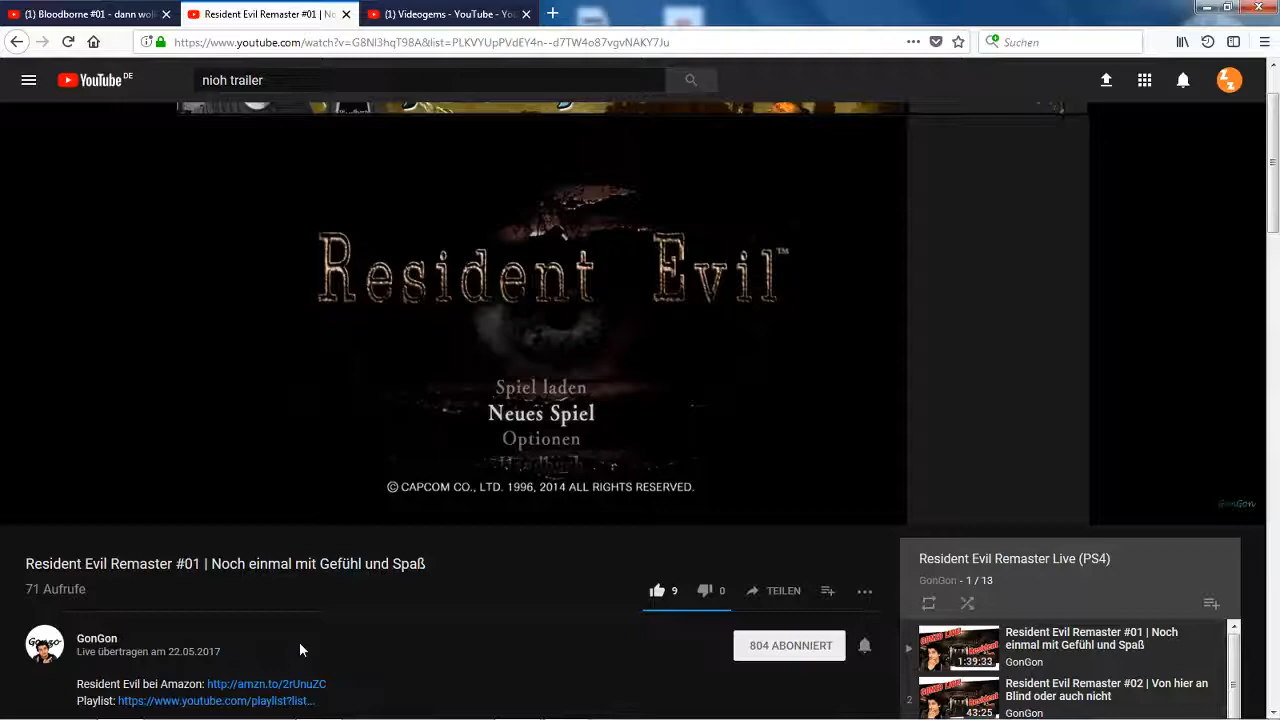 (1) Bloodborne #01 - dann wol
Resident Evil Remaster #01 | No
(1) Videogems - YouTube - Yo
https://www.youtube.com/watch?v=G8NI3hqT98A&list=PLKVYUpPVdEY4n--d7TW4o87vgvNAKY7Ju
Suchen
YouTube DE
nioh trailer
Resident Evil™
Spiel laden
Neues Spiel
Optionen
Handbuch
© CAPCOM CO., LTD. 1996, 2014 ALL RIGHTS RESERVED.
GonGon
Resident Evil Remaster #01 | Noch einmal mit Gefühl und Spaß
71 Aufrufe
9
0
TEILEN
GonGon
Live übertragen am 22.05.2017
804 ABONNIERT
Resident Evil bei Amazon: http://amzn.to/2rUnuZC
Playlist: https://www.youtube.com/playlist?list...
Resident Evil Remaster Live (PS4)
GonGon - 1 / 13
1:39:33
Resident Evil Remaster #01 | Noch
einmal mit Gefühl und Spaß
GonGon
2
43:25
Resident Evil Remaster #02 | Von hier an
Blind oder auch nicht
GonGon